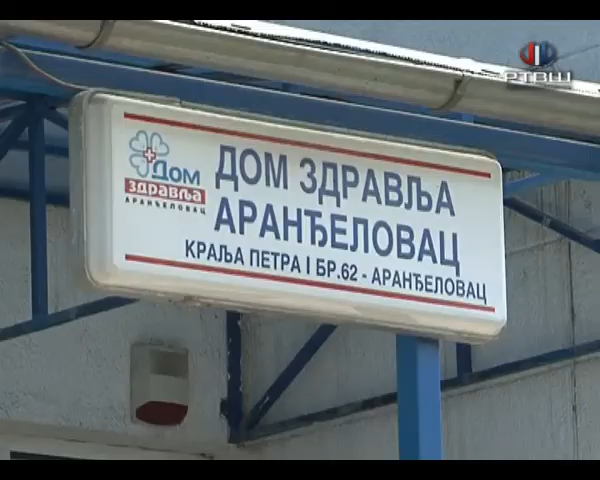 РТВШ
Дом
здравља
АРАНЂЕЛОВАЦ
ДОМ ЗДРАВЉА
АРАНЂЕЛОВАЦ
КРАЉА ПЕТРА I БР.62 - АРАНЂЕЛОВАЦ